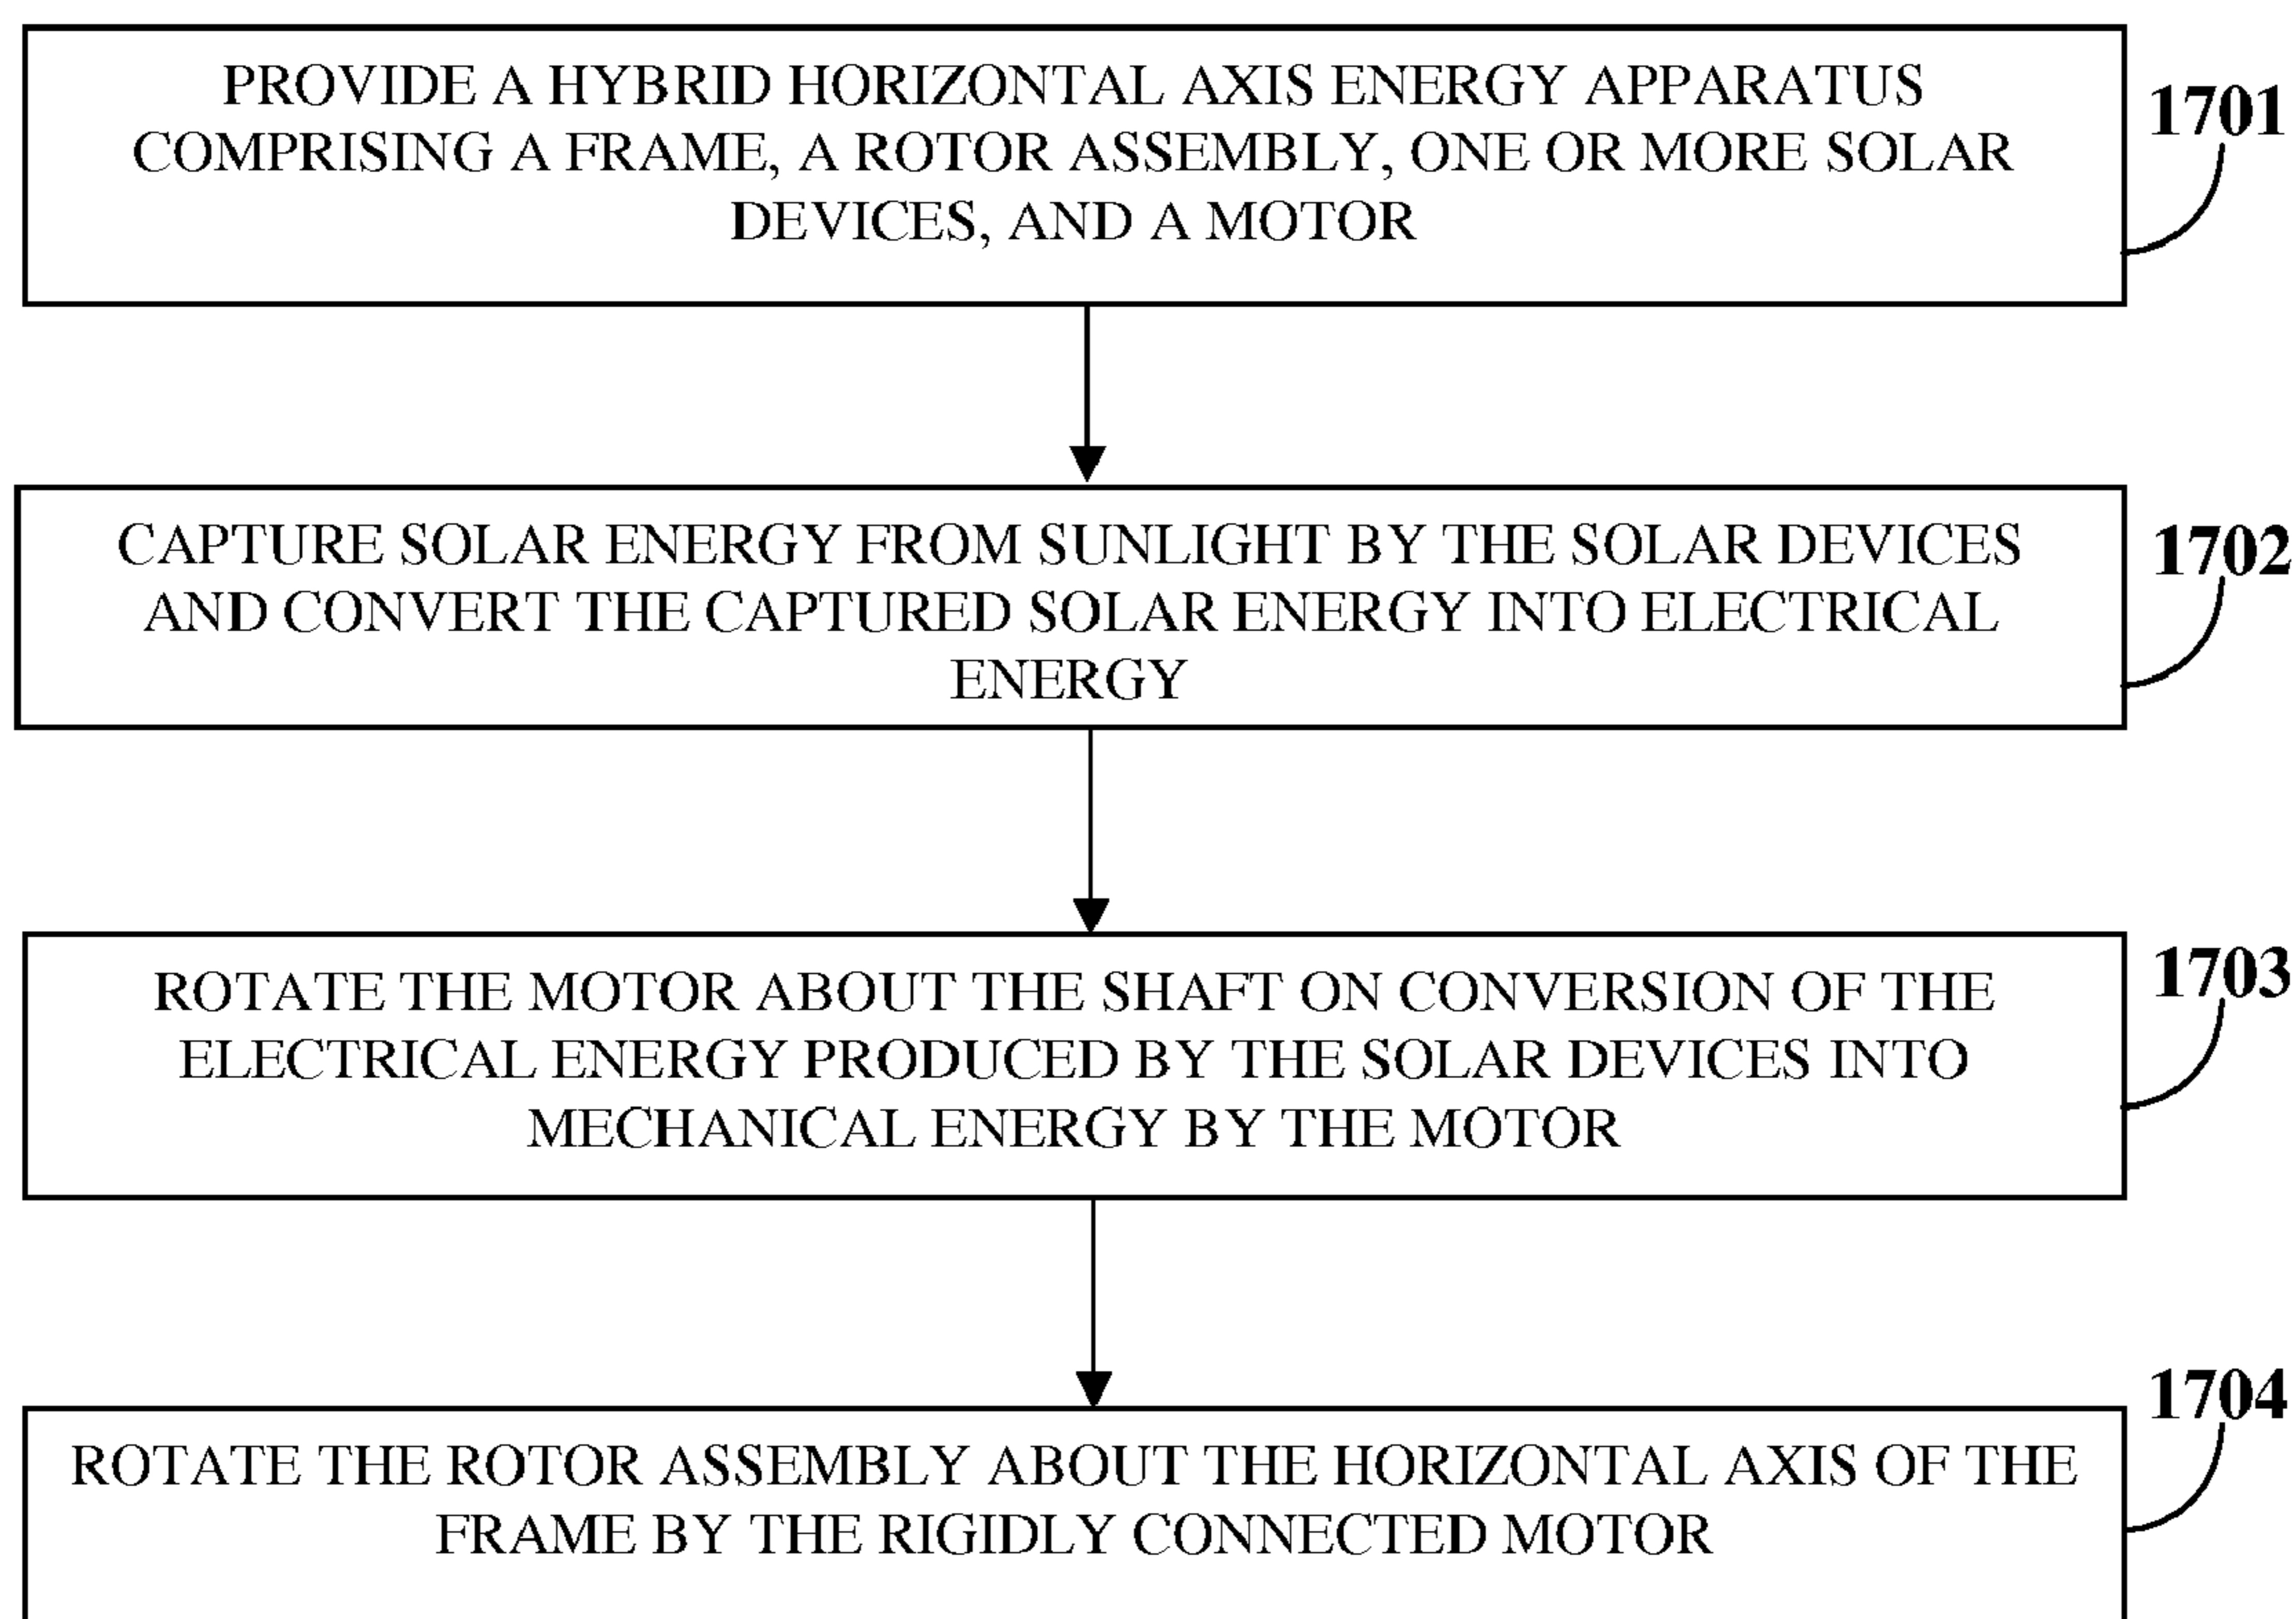 PROVIDE A HYBRID HORIZONTAL AXIS ENERGY APPARATUS
COMPRISING A FRAME, A ROTOR ASSEMBLY, ONE OR MORE SOLAR
DEVICES, AND A MOTOR
1701
CAPTURE SOLAR ENERGY FROM SUNLIGHT BY THE SOLAR DEVICES
AND CONVERT THE CAPTURED SOLAR ENERGY INTO ELECTRICAL
ENERGY
1702
ROTATE THE MOTOR ABOUT THE SHAFT ON CONVERSION OF THE
ELECTRICAL ENERGY PRODUCED BY THE SOLAR DEVICES INTO
MECHANICAL ENERGY BY THE MOTOR
1703
ROTATE THE ROTOR ASSEMBLY ABOUT THE HORIZONTAL AXIS OF THE
FRAME BY THE RIGIDLY CONNECTED MOTOR
1704